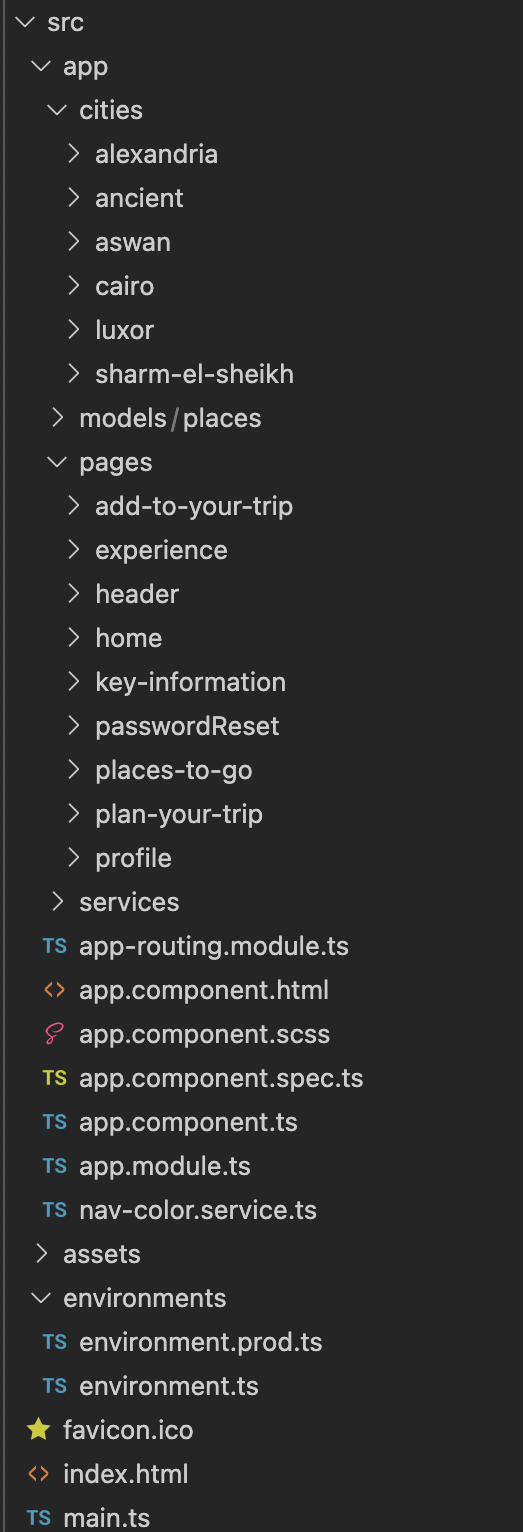 src
app
cities
alexandria
ancient
aswan
cairo
luxor
sharm-el-sheikh
models/places
pages
add-to-your-trip
experience
header
home
key-information
passwordReset
places-to-go
plan-your-trip
profile
services
TS app-routing.module.ts
<> app.component.html
app.component.scss
TS app.component.spec.ts
TS app.component.ts
TS app.module.ts
TS nav-color.service.ts
assets
environments
TS environment.prod.ts
TS environment.ts
favicon.ico
<> index.html
TS main.ts